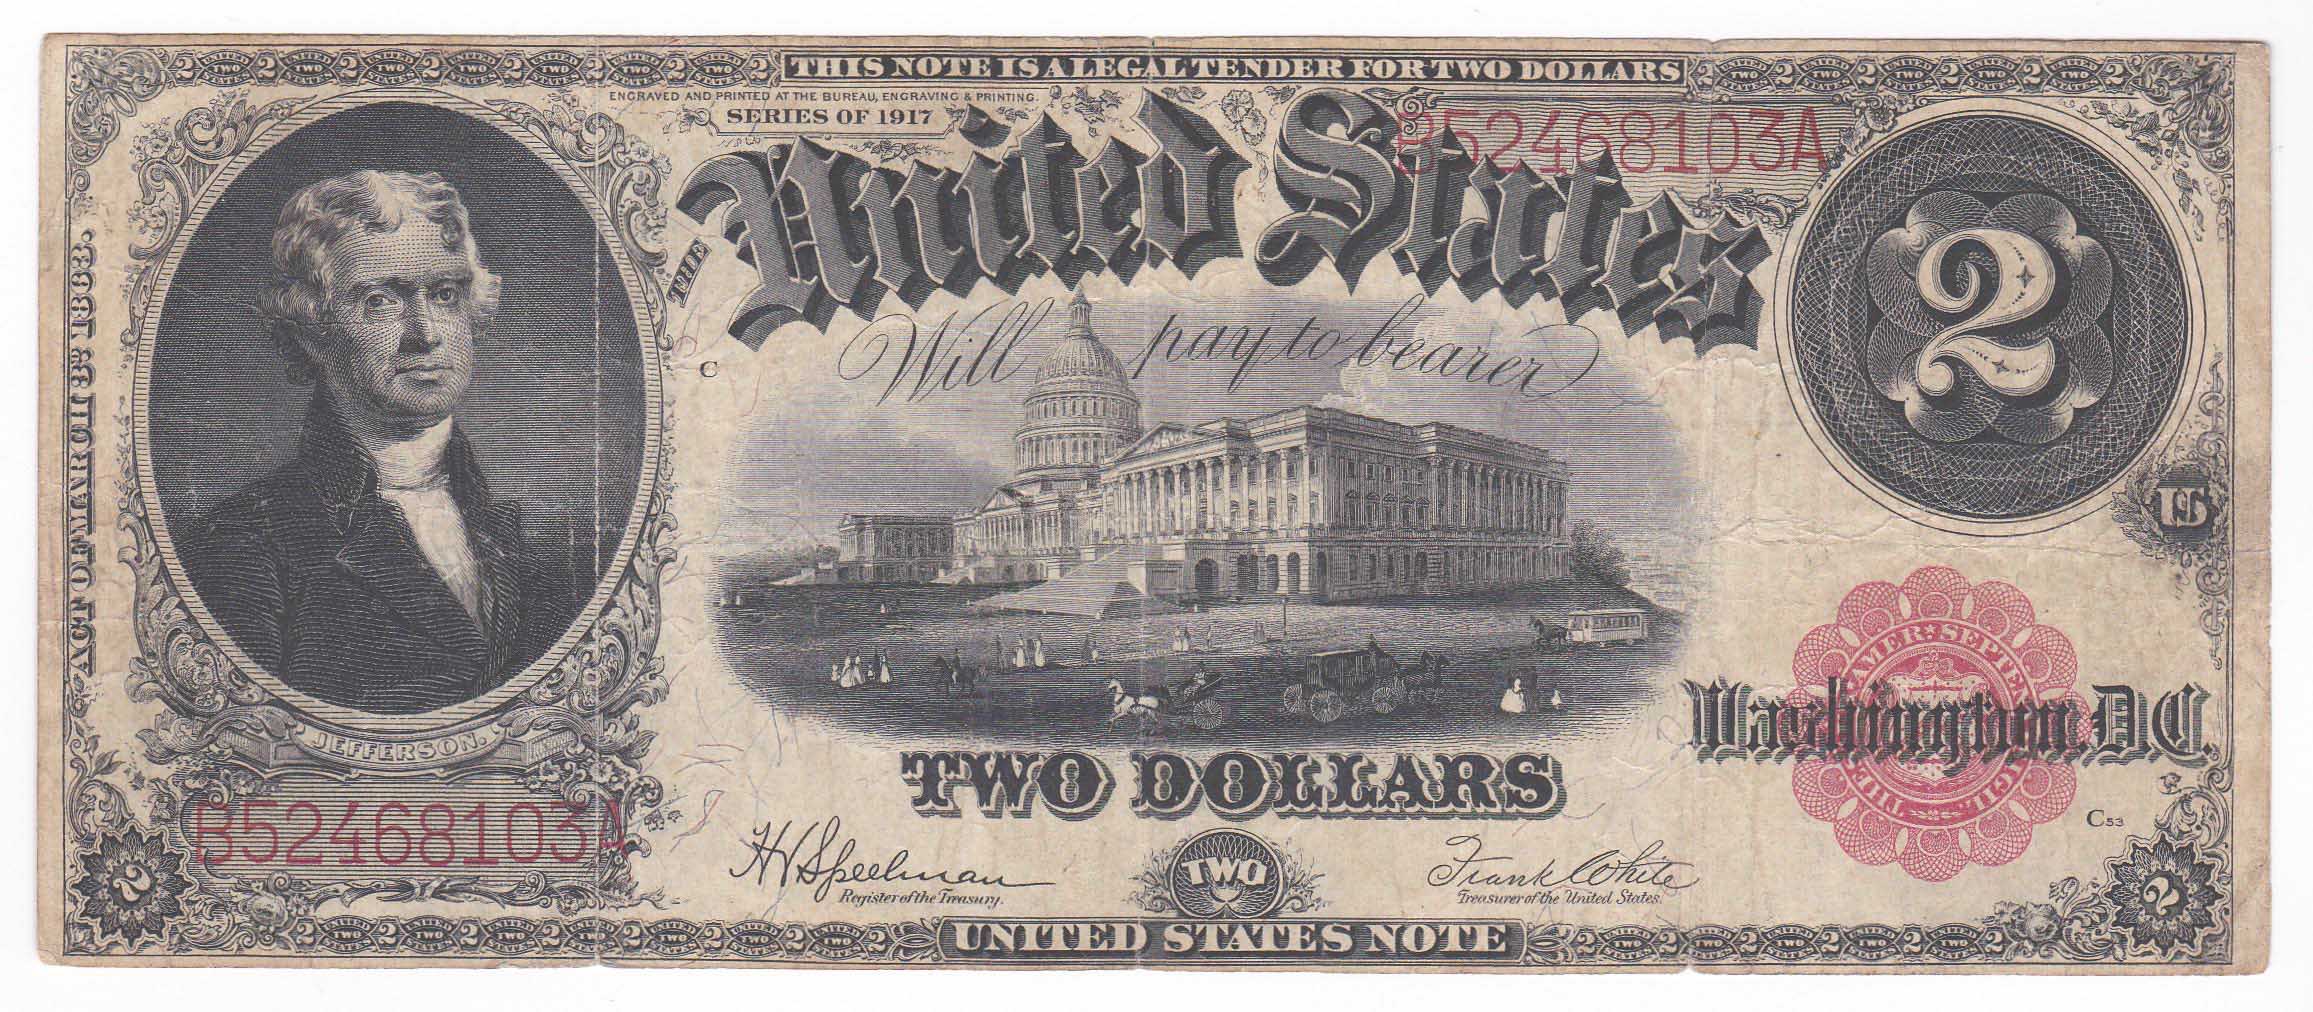 THIS NOTE IS A LEGAL TENDER FOR TWO DOLLARS
ENGRAVED AND PRINTED AT THE BUREAU, ENGRAVING & PRINTING.
SERIES OF 1917
B52468103A
THE
United States
2
ACT OF MARCH 3RD 1863.
Will pay to bearer
C
US
JEFFERSON.
Washington, D.C.
TWO DOLLARS
B52468103A
C53
H V Speelman
Register of the Treasury.
TWO
Frank White
Treasurer of the United States.
2
2
UNITED STATES NOTE